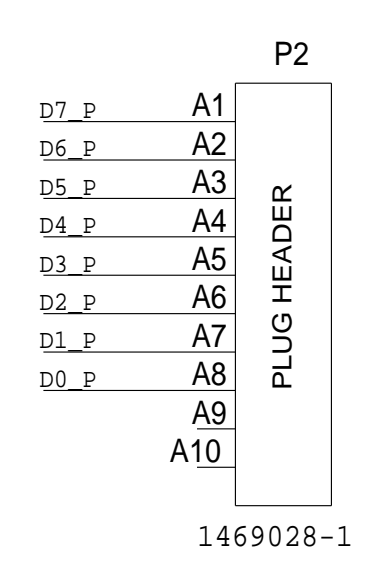 P2
D7_P A1
D6_P A2
D5_P A3
D4_P A4
D3_P A5
D2_P A6
D1_P A7
D0_P A8
A9
A10
PLUG HEADER
1469028-1